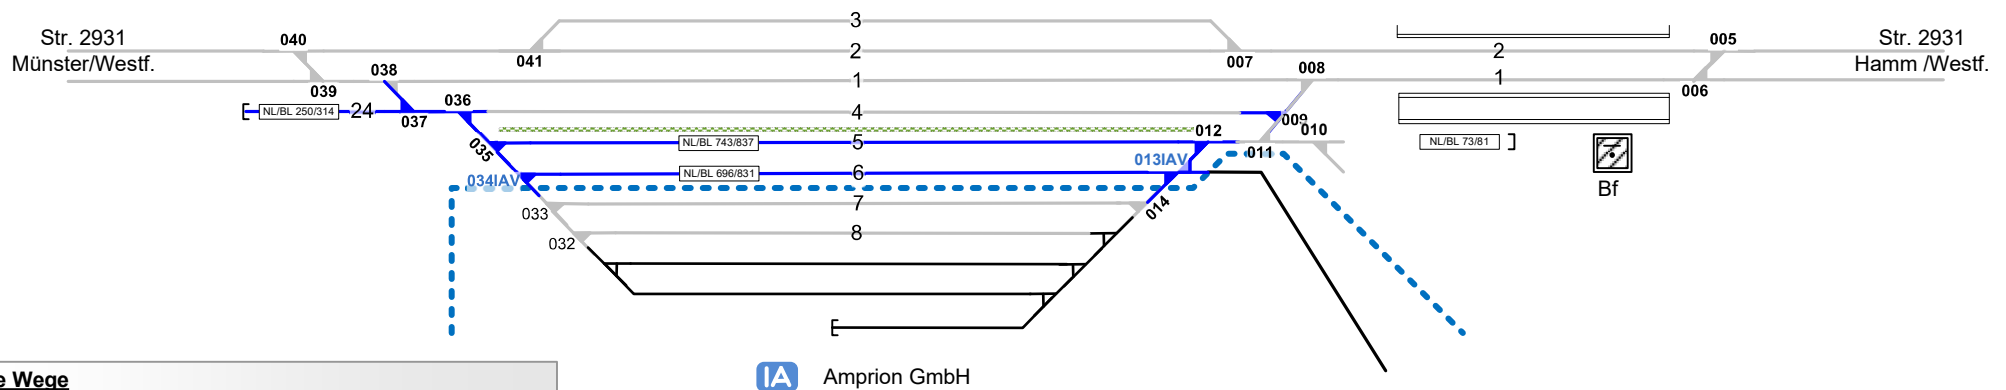 3
Str. 2931
Münster/Westf.
040
2
041
007
2
005
Str. 2931
Hamm /Westf.
038
1
008
1
039
006
24
NL/BL 250/314
036
4
009
037
012
010
035
NL/BL 743/837
5
011
NL/BL 73/81
013IAV
034IAV
NL/BL 696/831
6
Bf
033
7
014
032
8
e Wege
IA
Amprion GmbH